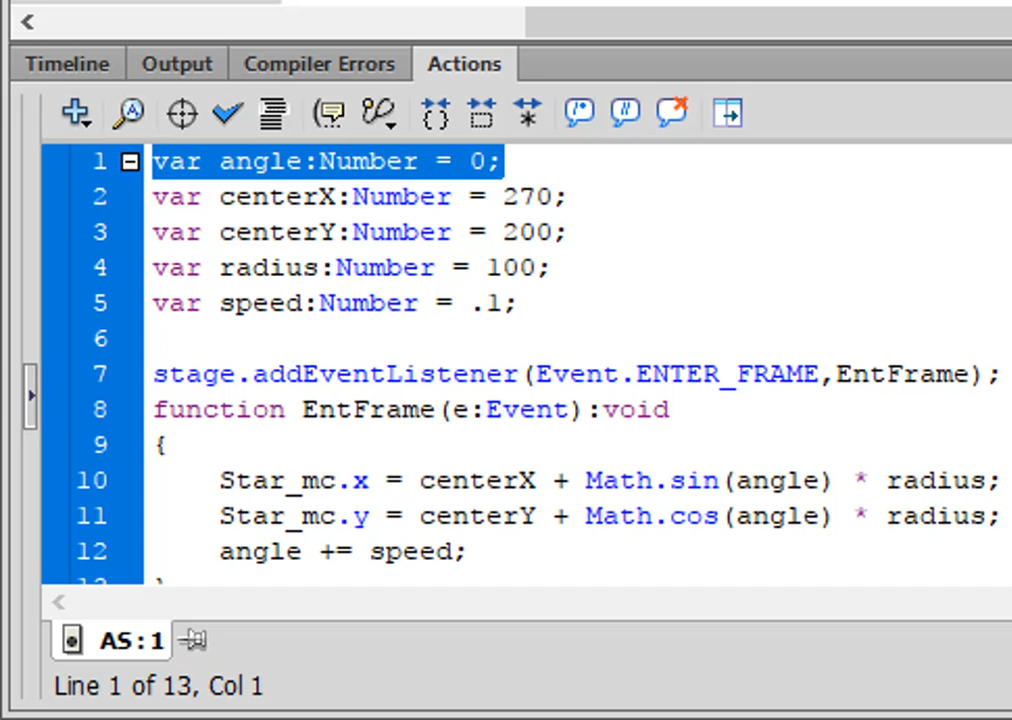 Timeline Output Compiler Errors Actions
1 var angle:Number = 0;
2 var centerX:Number = 270;
3 var centerY:Number = 200;
4 var radius:Number = 100;
5 var speed:Number = .1;
6
7 stage.addEventListener(Event.ENTER_FRAME,EntFrame);
8 function EntFrame(e:Event):void
9 {
10 Star_mc.x = centerX + Math.sin(angle) * radius;
11 Star_mc.y = centerY + Math.cos(angle) * radius;
12 angle += speed;
AS:1
Line 1 of 13, Col 1